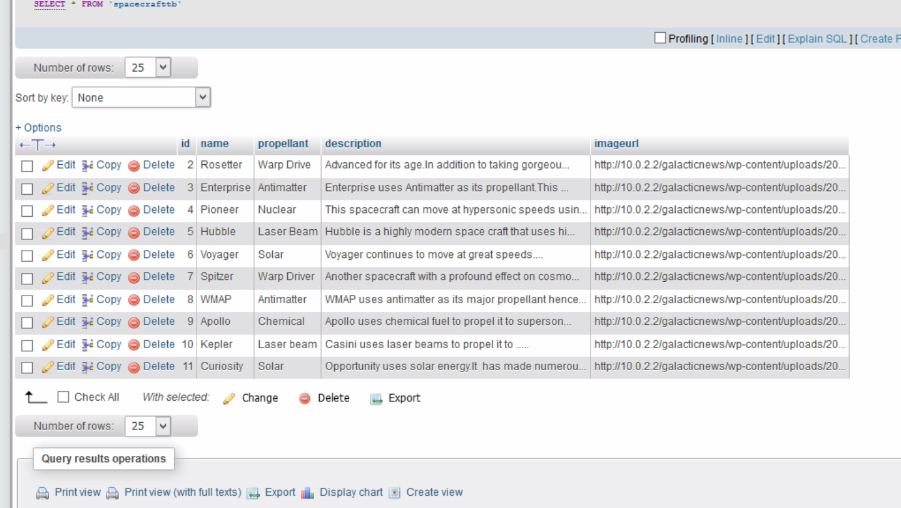 SELECT * FROM `spacecrafttb`
Profiling [ Inline ] [ Edit ] [ Explain SQL ] [ Create P
Number of rows: 25
Sort by key: None
+ Options
←T→ id name propellant description imageurl
Edit Copy Delete 2 Rosetter Warp Drive Advanced for its age.In addition to taking gorgeou... http://10.0.2.2/galacticnews/wp-content/uploads/20...
Edit Copy Delete 3 Enterprise Antimatter Enterprise uses Antimatter as its propellant.This ... http://10.0.2.2/galacticnews/wp-content/uploads/20...
Edit Copy Delete 4 Pioneer Nuclear This spacecraft can move at hypersonic speeds usin... http://10.0.2.2/galacticnews/wp-content/uploads/20...
Edit Copy Delete 5 Hubble Laser Beam Hubble is a highly modern space craft that uses hi... http://10.0.2.2/galacticnews/wp-content/uploads/20...
Edit Copy Delete 6 Voyager Solar Voyager continues to move at great speeds.... http://10.0.2.2/galacticnews/wp-content/uploads/20...
Edit Copy Delete 7 Spitzer Warp Driver Another spacecraft with a profound effect on cosmo... http://10.0.2.2/galacticnews/wp-content/uploads/20...
Edit Copy Delete 8 WMAP Antimatter WMAP uses antimatter as its major propellant hence... http://10.0.2.2/galacticnews/wp-content/uploads/20...
Edit Copy Delete 9 Apollo Chemical Apollo uses chemical fuel to propel it to superson... http://10.0.2.2/galacticnews/wp-content/uploads/20...
Edit Copy Delete 10 Kepler Laser beam Casini uses laser beams to propel it to ..... http://10.0.2.2/galacticnews/wp-content/uploads/20...
Edit Copy Delete 11 Curiosity Solar Opportunity uses solar energy.It has made numerou... http://10.0.2.2/galacticnews/wp-content/uploads/20...
Check All With selected: Change Delete Export
Number of rows: 25
Query results operations
Print view Print view (with full texts) Export Display chart Create view